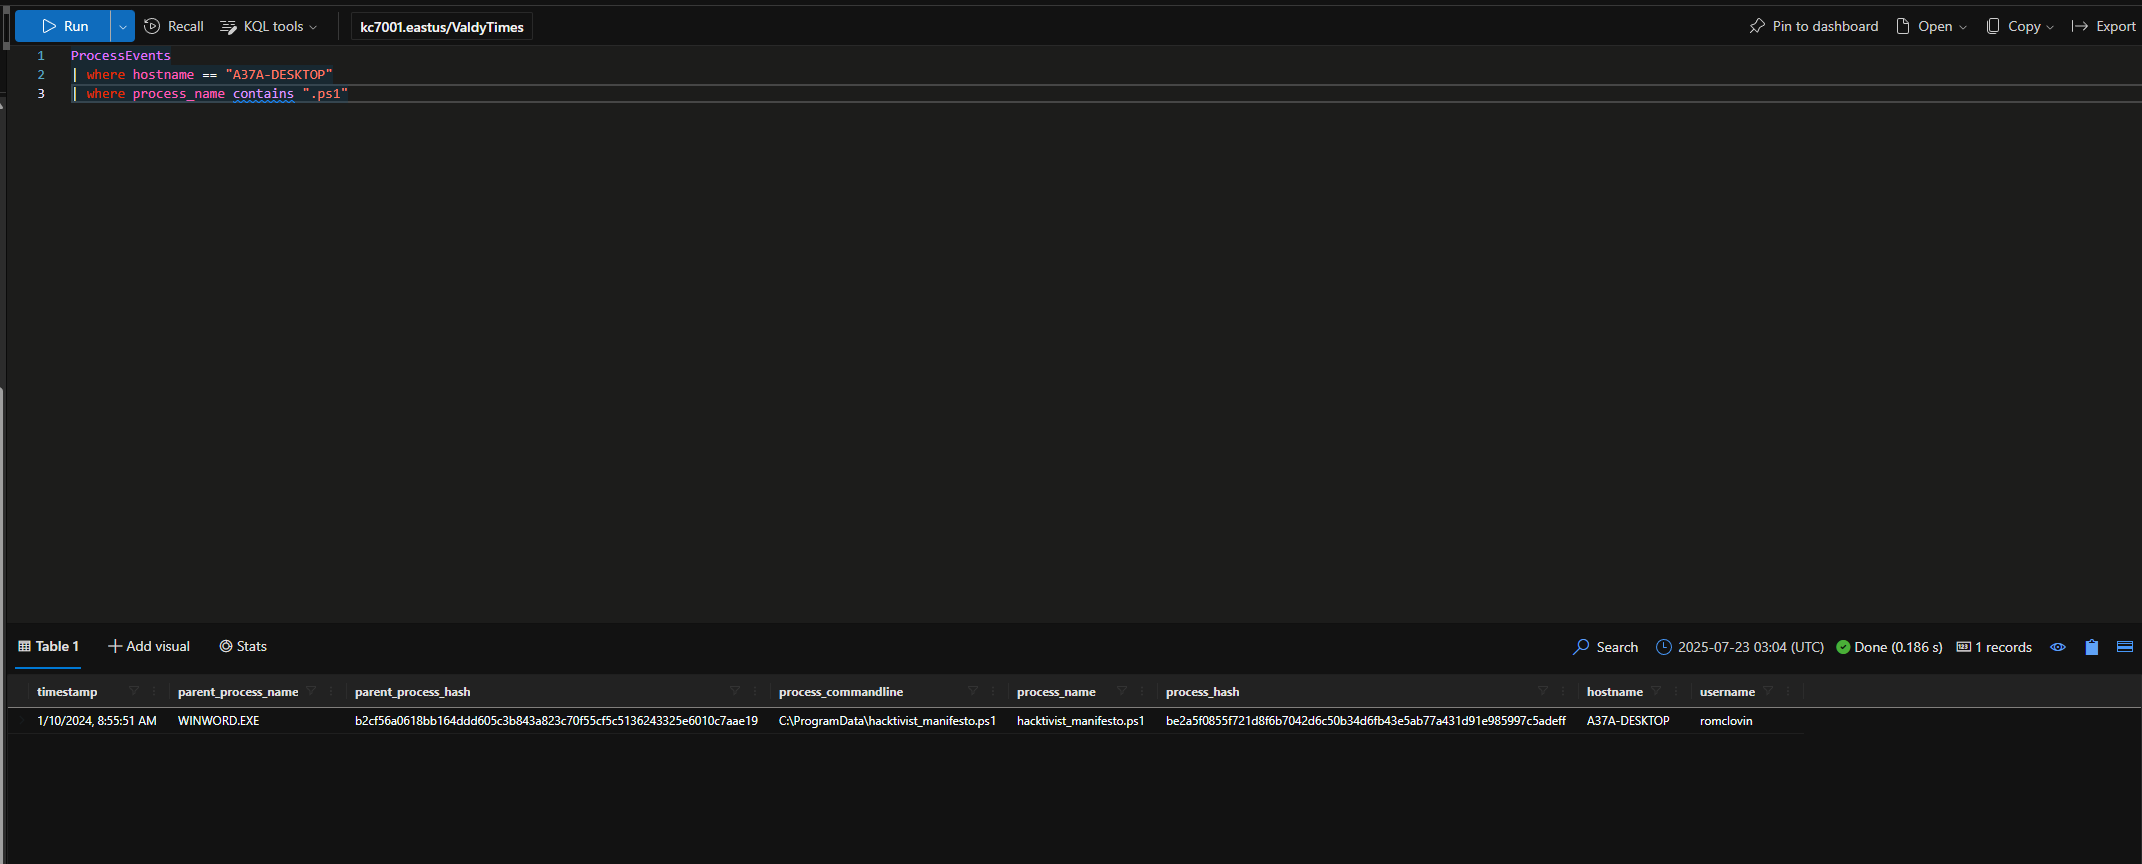 Run Recall KQL tools kc7001.eastus/ValdyTimes Pin to dashboard Open Copy Export
1 ProcessEvents
2 | where hostname == "A37A-DESKTOP"
3 | where process_name contains ".ps1"
Table 1 Add visual Stats Search 2025-07-23 03:04 (UTC) Done (0.186 s) 123 1 records
timestamp parent_process_name parent_process_hash process_commandline process_name process_hash hostname username
1/10/2024, 8:55:51 AM WINWORD.EXE b2cf56a0618bb164ddd605c3b843a823c70f55cf5c5136243325e6010c7aae19 C:\ProgramData\hacktivist_manifesto.ps1 hacktivist_manifesto.ps1 be2a5f0855f721d8f6b7042d6c50b34d6fb43e5ab77a431d91e985997c5adeff A37A-DESKTOP romclovin